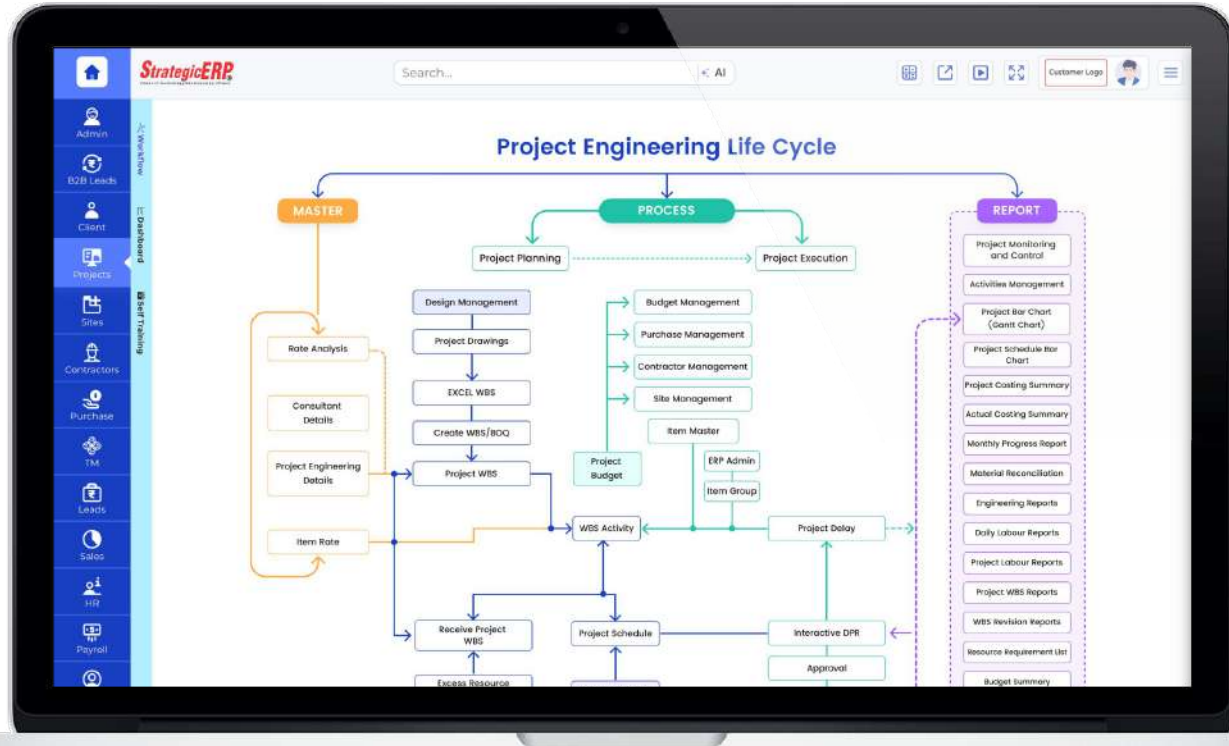 StrategicERP
Search...
AI
Customer Logo
Admin
B2B Leads
Client
Projects
Sites
Contractors
Purchase
TM
Leads
Sales
HR
Payroll
Workflow
Dashboard
Self Training
Project Engineering Life Cycle
MASTER
PROCESS
REPORT
Project Planning
Project Execution
Rate Analysis
Consultant
Details
Project Engineering
Details
Item Rate
Design Management
Project Drawings
EXCEL WBS
Create WBS/BOQ
Project WBS
Budget Management
Purchase Management
Contractor Management
Site Management
Item Master
Project
Budget
ERP Admin
Item Group
WBS Activity
Project Delay
Receive Project
WBS
Project Schedule
Interactive DPR
Approval
Excess Resource
Project Monitoring
and Control
Activities Management
Project Bar Chart
(Gantt Chart)
Project Schedule Bar
Chart
Project Costing Summary
Actual Costing Summary
Monthly Progress Report
Material Reconciliation
Engineering Reports
Daily Labour Reports
Project Labour Reports
Project WBS Reports
WBS Revision Reports
Resource Requirement List
Budget Summary